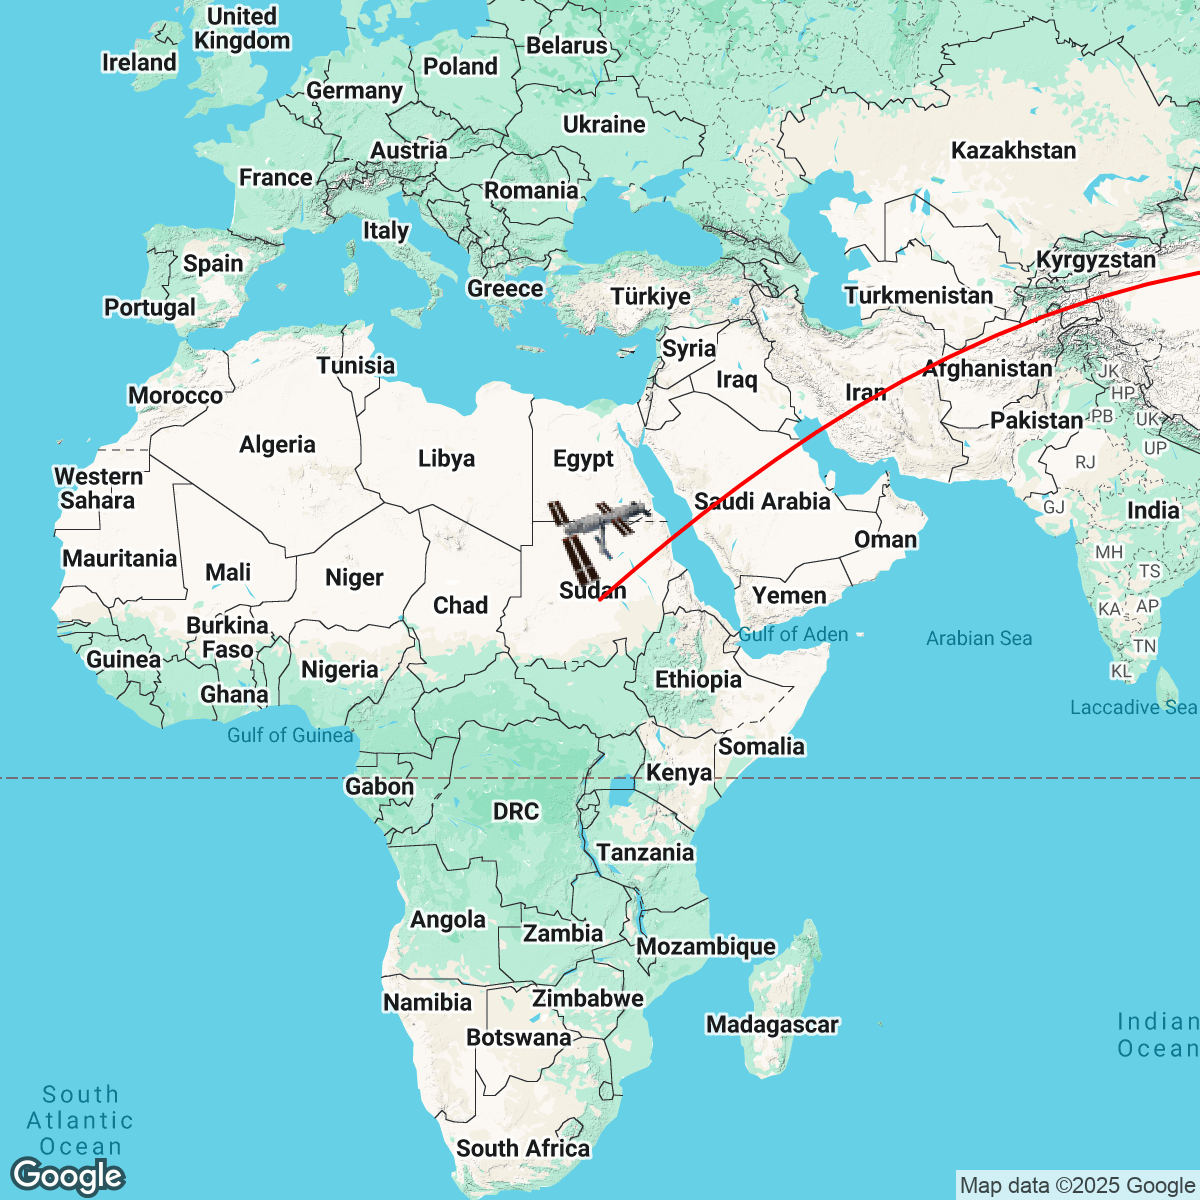 United
Kingdom
Belarus
Ireland
Poland
Germany
Ukraine
Austria
Kazakhstan
France
Romania
Italy
Spain
Kyrgyzstan
Greece
Türkiye
Turkmenistan
Portugal
Syria
Tunisia
Iraq
Afghanistan
JK
Morocco
Iran
HP
Pakistan
PB
UK
Algeria
Libya
Egypt
UP
RJ
Western
Sahara
Saudi Arabia
GJ
India
Oman
Mauritania
MH
Mali
Niger
TS
Sudan
Yemen
Chad
KA
AP
Burkina
Faso
Gulf of Aden
Arabian Sea
TN
Guinea
Nigeria
KL
Ethiopia
Ghana
Laccadive Sea
Gulf of Guinea
Somalia
Kenya
Gabon
DRC
Tanzania
Angola
Zambia
Mozambique
Namibia
Zimbabwe
Madagascar
Indian
Ocean
Botswana
South
Atlantic
Ocean
South Africa
Google
Map data ©2025 Google